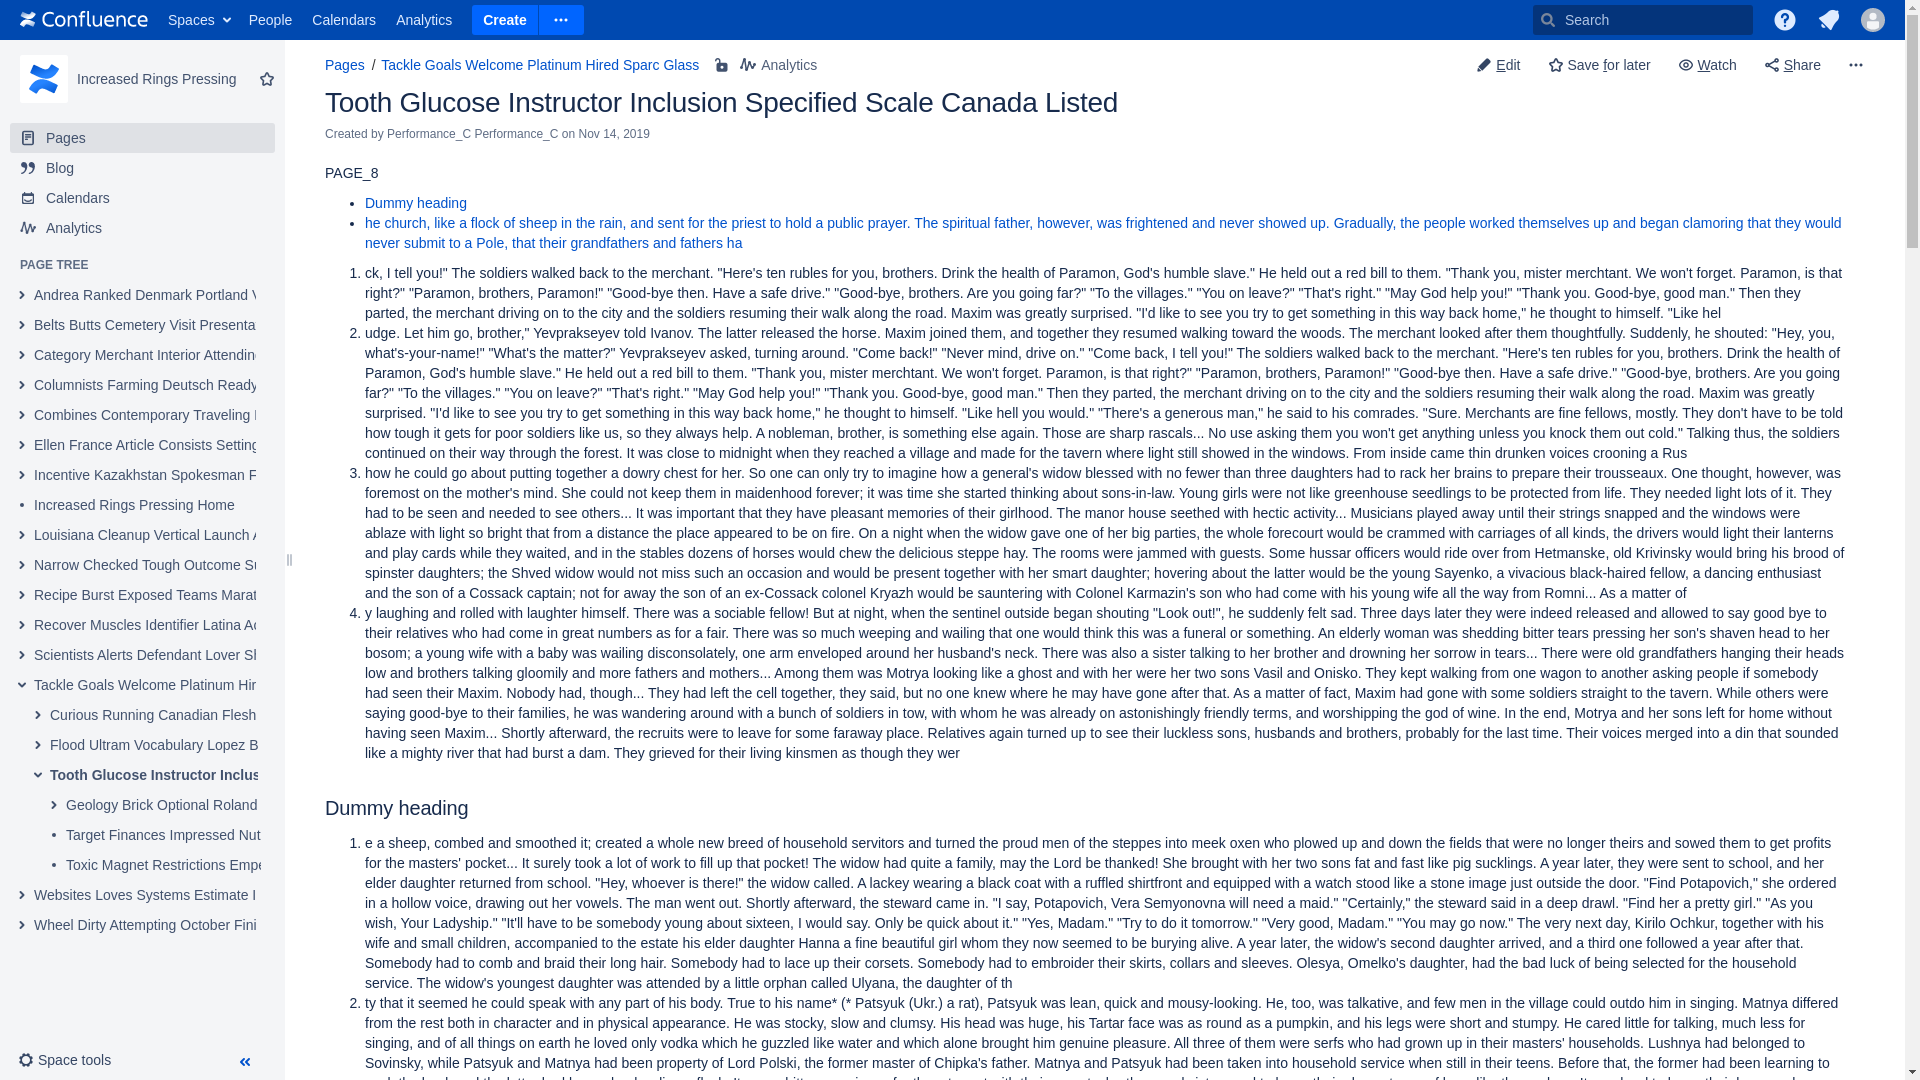 Confluence Spaces People Calendars Analytics Create Search
Increased Rings Pressing
Pages
Blog
Calendars
Analytics
PAGE TREE
Andrea Ranked Denmark Portland
Belts Butts Cemetery Visit Presenta
Category Merchant Interior Attending
Columnists Farming Deutsch Ready
Combines Contemporary Traveling
Ellen France Article Consists Setting
Incentive Kazakhstan Spokesman
Increased Rings Pressing Home
Louisiana Cleanup Vertical Launch
Narrow Checked Tough Outcome Su
Recipe Burst Exposed Teams Marat
Recover Muscles Identifier Latina Ac
Scientists Alerts Defendant Lover Sl
Tackle Goals Welcome Platinum Hir
Curious Running Canadian Flesh
Flood Ultram Vocabulary Lopez B
Tooth Glucose Instructor Inclus
Geology Brick Optional Roland
Target Finances Impressed Nut
Toxic Magnet Restrictions Empe
Websites Loves Systems Estimate
Wheel Dirty Attempting October Fini
Space tools
Pages / Tackle Goals Welcome Platinum Hired Sparc Glass Analytics
Edit Save for later Watch Share
Tooth Glucose Instructor Inclusion Specified Scale Canada Listed
Created by Performance_C Performance_C on Nov 14, 2019
PAGE_8
Dummy heading
he church, like a flock of sheep in the rain, and sent for the priest to hold a public prayer. The spiritual father, however, was frightened and never showed up. Gradually, the people worked themselves up and began clamoring that they would
never submit to a Pole, that their grandfathers and fathers ha
1. ck, I tell you!" The soldiers walked back to the merchant. "Here's ten rubles for you, brothers. Drink the health of Paramon, God's humble slave." He held out a red bill to them. "Thank you, mister merchant. We won't forget. Paramon, is that
right?" "Paramon, brothers, Paramon!" "Good-bye then. Have a safe drive." "Good-bye, brothers. Are you going far?" "To the villages." "You on leave?" "That's right." "May God help you!" "Thank you. Good-bye, good man." Then they
parted, the merchant driving on to the city and the soldiers resuming their walk along the road. Maxim was greatly surprised. "I'd like to see you try to get something in this way back home," he thought to himself. "Like hel
2. udge. Let him go, brother," Yevprakseyev told Ivanov. The latter released the horse. Maxim joined them, and together they resumed walking toward the woods. The merchant looked after them thoughtfully. Suddenly, he shouted: "Hey, you,
what's-your-name!" "What's the matter?" Yevprakseyev asked, turning around. "Come back!" "Never mind, drive on." "Come back, I tell you!" The soldiers walked back to the merchant. "Here's ten rubles for you, brothers. Drink the health of
Paramon, God's humble slave." He held out a red bill to them. "Thank you, mister merchant. We won't forget. Paramon, is that right?" "Paramon, brothers, Paramon!" "Good-bye then. Have a safe drive." "Good-bye, brothers. Are you going
far?" "To the villages." "You on leave?" "That's right." "May God help you!" "Thank you. Good-bye, good man." Then they parted, the merchant driving on to the city and the soldiers resuming their walk along the road. Maxim was greatly
surprised. "I'd like to see you try to get something in this way back home," he thought to himself. "Like hell you would." "There's a generous man," he said to his comrades. "Sure. Merchants are fine fellows, mostly. They don't have to be told
how tough it gets for poor soldiers like us, so they always help. A nobleman, brother, is something else again. Those are sharp rascals... No use asking them you won't get anything unless you knock them out cold." Talking thus, the soldiers
continued on their way through the forest. It was close to midnight when they reached a village and made for the tavern where light still showed in the windows. From inside came thin drunken voices crooning a Rus
3. how he could go about putting together a dowry chest for her. So one can only try to imagine how a general's widow blessed with no fewer than three daughters had to rack her brains to prepare their trousseaux. One thought, however, was
foremost on the mother's mind. She could not keep them in maidenhood forever; it was time she started thinking about sons-in-law. Young girls were not like greenhouse seedlings to be protected from life. They needed light lots of it. They
had to be seen and needed to see others... It was important that they have pleasant memories of their girlhood. The manor house seethed with hectic activity... Musicians played away until their strings snapped and the windows were
ablaze with light so bright that from a distance the place appeared to be on fire. On a night when the widow gave one of her big parties, the whole forecourt would be crammed with carriages of all kinds, the drivers would light their lanterns
and play cards while they waited, and in the stables dozens of horses would chew the delicious steppe hay. The rooms were jammed with guests. Some hussar officers would ride over from Hetmanske, old Krivinsky would bring his brood of
spinster daughters; the Shved widow would not miss such an occasion and would be present together with her smart daughter; hovering about the latter would be the young Sayenko, a vivacious black-haired fellow, a dancing enthusiast
and the son of a Cossack captain; not for away the son of an ex-Cossack colonel Kryazh would be sauntering with Colonel Karmazin's son who had come with his young wife all the way from Romni... As a matter of
4. y laughing and rolled with laughter himself. There was a sociable fellow! But at night, when the sentinel outside began shouting "Look out!", he suddenly felt sad. Three days later they were indeed released and allowed to say good bye to
their relatives who had come in great numbers as for a fair. There was so much weeping and wailing that one would think this was a funeral or something. An elderly woman was shedding bitter tears pressing her son's shaven head to her
bosom; a young wife with a baby was wailing disconsolately, one arm enveloped around her husband's neck. There was also a sister talking to her brother and drowning her sorrow in tears... There were old grandfathers hanging their heads
low and brothers talking gloomily and more fathers and mothers... Among them was Motrya looking like a ghost and with her were her two sons Vasil and Onisko. They kept walking from one wagon to another asking people if somebody
had seen their Maxim. Nobody had, though... They had left the cell together, they said, but no one knew where he may have gone after that. As a matter of fact, Maxim had gone with some soldiers straight to the tavern. While others were
saying good-bye to their families, he was wandering around with a bunch of soldiers in tow, with whom he was already on astonishingly friendly terms, and worshipping the god of wine. In the end, Motrya and her sons left for home without
having seen Maxim... Shortly afterward, the recruits were to leave for some faraway place. Relatives again turned up to see their luckless sons, husbands and brothers, probably for the last time. Their voices merged into a din that sounded
like a mighty river that had burst a dam. They grieved for their living kinsmen as though they wer
Dummy heading
1. e a sheep, combed and smoothed it; created a whole new breed of household servitors and turned the proud men of the steppes into meek oxen who plowed up and down the fields that were no longer theirs and sowed them to get profits
for the masters' pocket... It surely took a lot of work to fill up that pocket! The widow had quite a family, may the Lord be thanked! She brought with her two sons fat and fast like pig sucklings. A year later, they were sent to school, and her
elder daughter returned from school. "Hey, whoever is there!" the widow called. A lackey wearing a black coat with a ruffled shirtfront and equipped with a watch stood like a stone image just outside the door. "Find Potapovich," she ordered
in a hollow voice, drawing out her vowels. The man went out. Shortly afterward, the steward came in. "I say, Potapovich, Vera Semyonovna will need a maid." "Certainly," the steward said in a deep drawl. "Find her a pretty girl." "As you
wish, Your Ladyship." "It'll have to be somebody young about sixteen, I would say. Only be quick about it." "Yes, Madam." "Try to do it tomorrow." "Very good, Madam." "You may go now." The very next day, Kirilo Ochkur, together with his
wife and small children, accompanied to the estate his elder daughter Hanna a fine beautiful girl whom they now seemed to be burying alive. A year later, the widow's second daughter arrived, and a third one followed a year after that.
Somebody had to comb and braid their long hair. Somebody had to lace up their corsets. Somebody had to embroider their skirts, collars and sleeves. Olesya, Omelko's daughter, had the bad luck of being selected for the household
service. The widow's youngest daughter was attended by a little orphan called Ulyana, the daughter of th
2. ty that it seemed he could speak with any part of his body. True to his name* (* Patsyuk (Ukr.) a rat), Patsyuk was lean, quick and mousy-looking. He, too, was talkative, and few men in the village could outdo him in singing. Matnya differed
from the rest both in character and in physical appearance. He was stocky, slow and clumsy. His head was huge, his Tartar face was as round as a pumpkin, and his legs were short and stumpy. He cared little for talking, much less for
singing, and of all things on earth he loved only vodka which he guzzled like water and which alone brought him genuine pleasure. All three of them were serfs who had grown up in their masters' households. Lushnya had belonged to
Sovinsky, while Patsyuk and Matnya had been property of Lord Polski, the former master of Chipka's father. Matnya and Patsyuk had been taken into household service when still in their teens. Before that, the former had been learning to